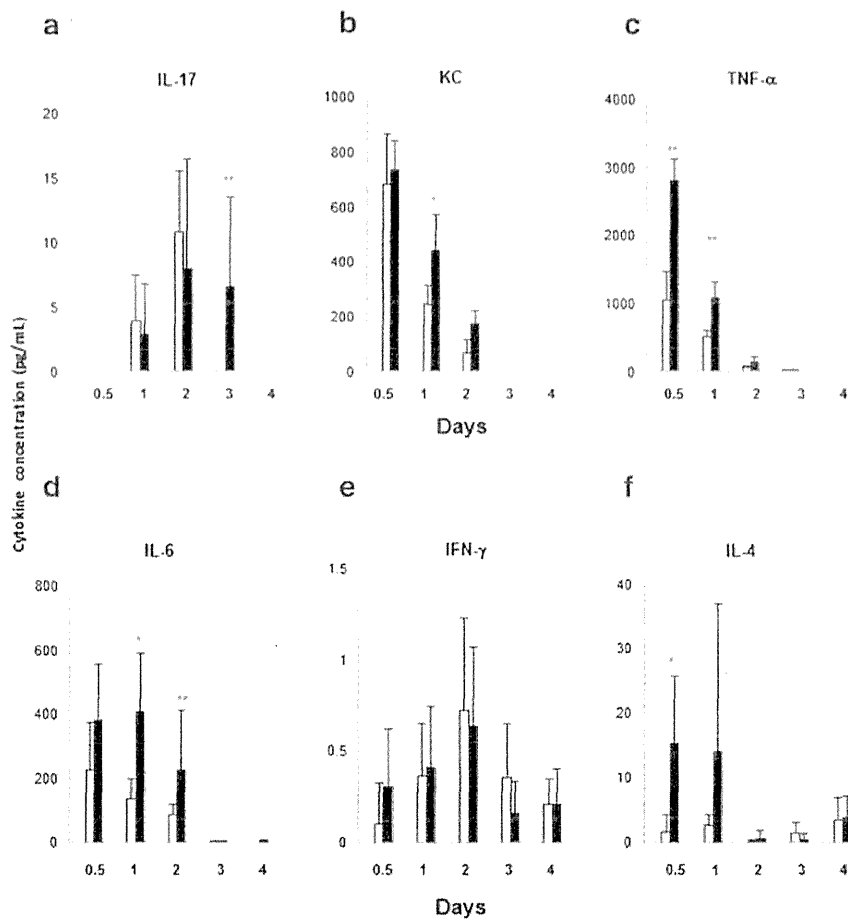 a
b
c
IL-17
KC
TNF-α
20
15
10
5
0
1000
800
600
400
200
0
4000
3000
2000
1000
0
**
*
**
**
0.5 1 2 3 4
0.5 1 2 3 4
0.5 1 2 3 4
Days
Cytokine concentration (pg/mL)
d
e
f
IL-6
IFN-γ
IL-4
800
600
400
200
0
1.5
1
0.5
0
40
30
20
10
0
*
**
*
0.5 1 2 3 4
0.5 1 2 3 4
0.5 1 2 3 4
Days